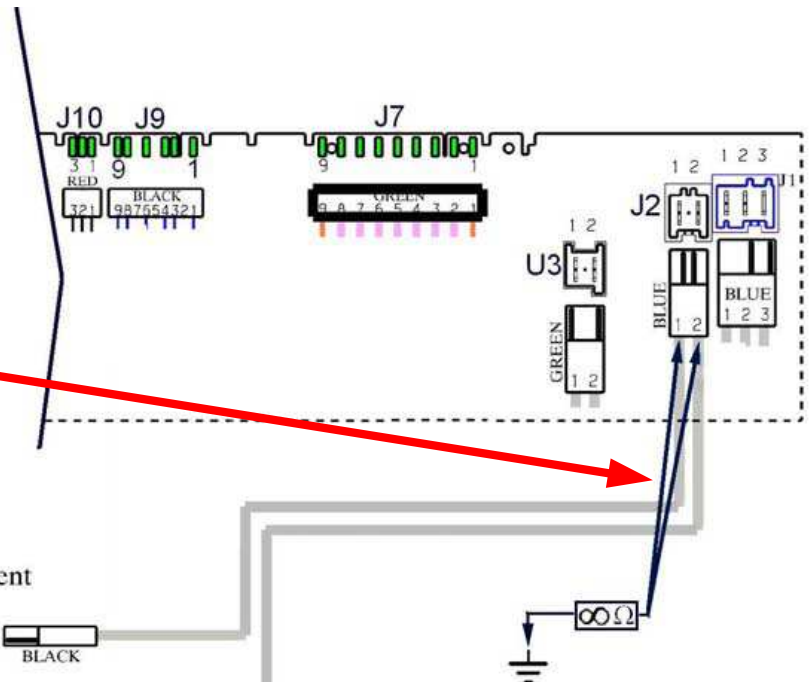 J10 J9 J7
3 1 9 1 9 1
RED
321
BLACK
987654321
GREEN
9 8 7 6 5 4 3 2 1
1 2
J2
1 2 3
J1
1 2
U3
BLUE
1 2
BLUE
1 2 3
GREEN
1 2
ent
∞Ω
BLACK